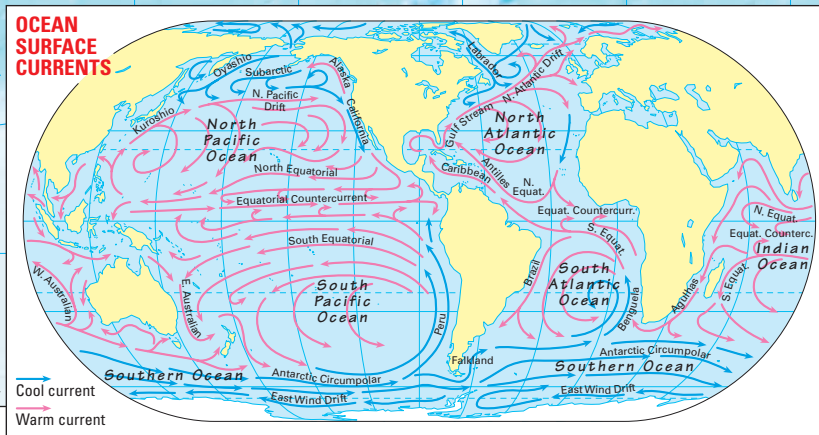 OCEAN
SURFACE
CURRENTS
Oyashio
Subarctic
Alaska
Labrador
N. Atlantic Drift
Kuroshio
N. Pacific
Drift
California
Gulf Stream
North
Pacific
Ocean
North
Atlantic
Ocean
North Equatorial
Caribbean
Antilles
N.
Equat.
Equatorial Countercurrent
Equat. Countercurr.
N. Equat.
Equat. Counterc.
South Equatorial
S. Equat.
Indian
Ocean
W. Australian
E. Australian
South
Pacific
Ocean
Peru
Brazil
South
Atlantic
Ocean
Benguela
Agulhas
S. Equat.
Falkland
Southern Ocean
Antarctic Circumpolar
East Wind Drift
Antarctic Circumpolar
Southern Ocean
East Wind Drift
Cool current
Warm current